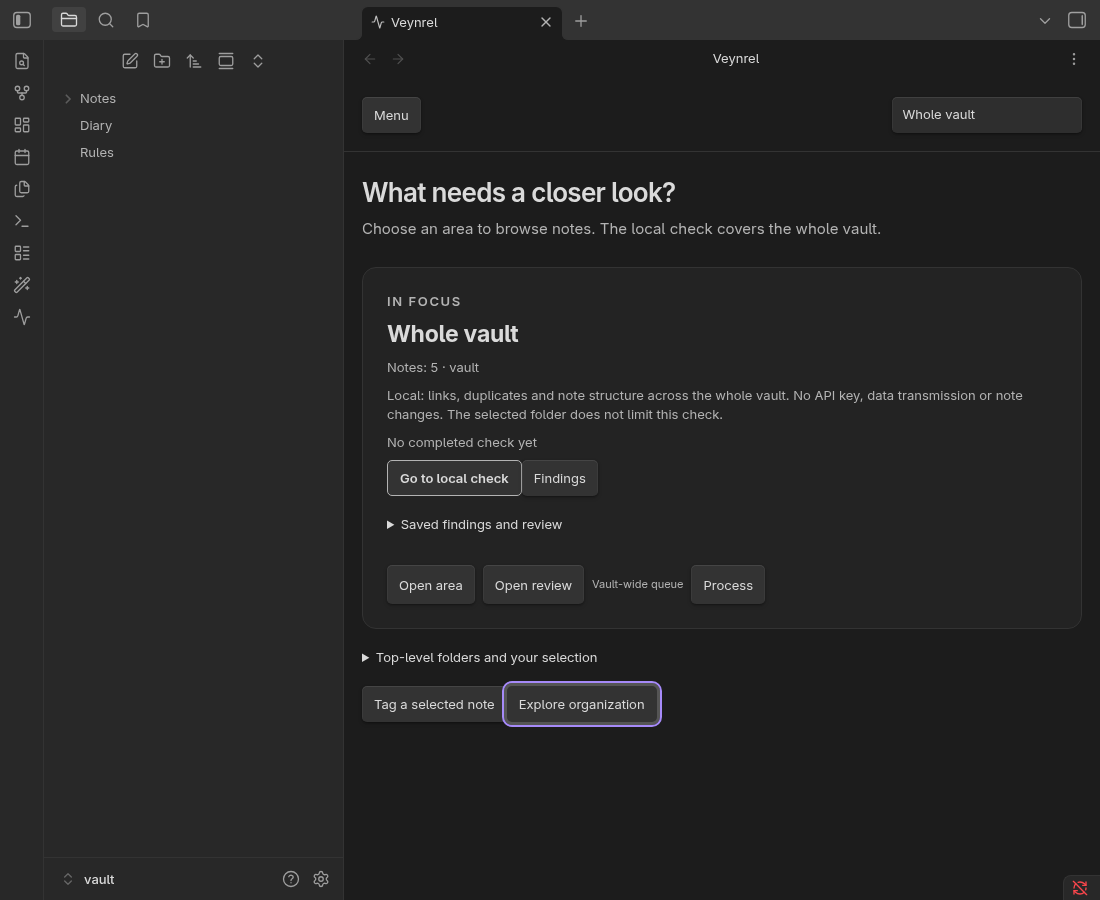 Veynrel
Veynrel
Notes
Diary
Rules
Menu
Whole vault
What needs a closer look?
Choose an area to browse notes. The local check covers the whole vault.
IN FOCUS
Whole vault
Notes: 5 · vault
Local: links, duplicates and note structure across the whole vault. No API key, data transmission or note
changes. The selected folder does not limit this check.
No completed check yet
Go to local check
Findings
Saved findings and review
Open area
Open review
Vault-wide queue
Process
Top-level folders and your selection
Tag a selected note
Explore organization
vault